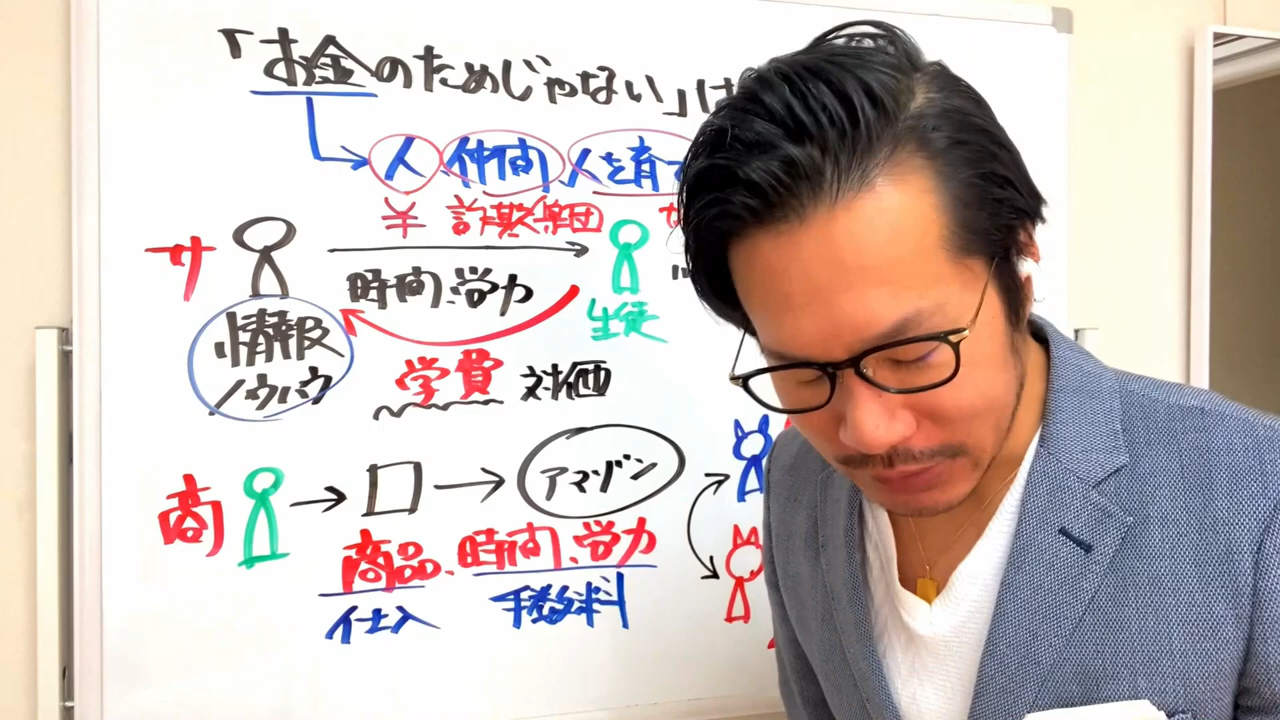 「お金のためじゃない」は
人、仲間、人を育て
¥ 詐欺集団
サ
時間、労力
生徒
情報
ノウハウ
学費 対価
商
アマゾン
商品、時間、労力
仕入 手数料